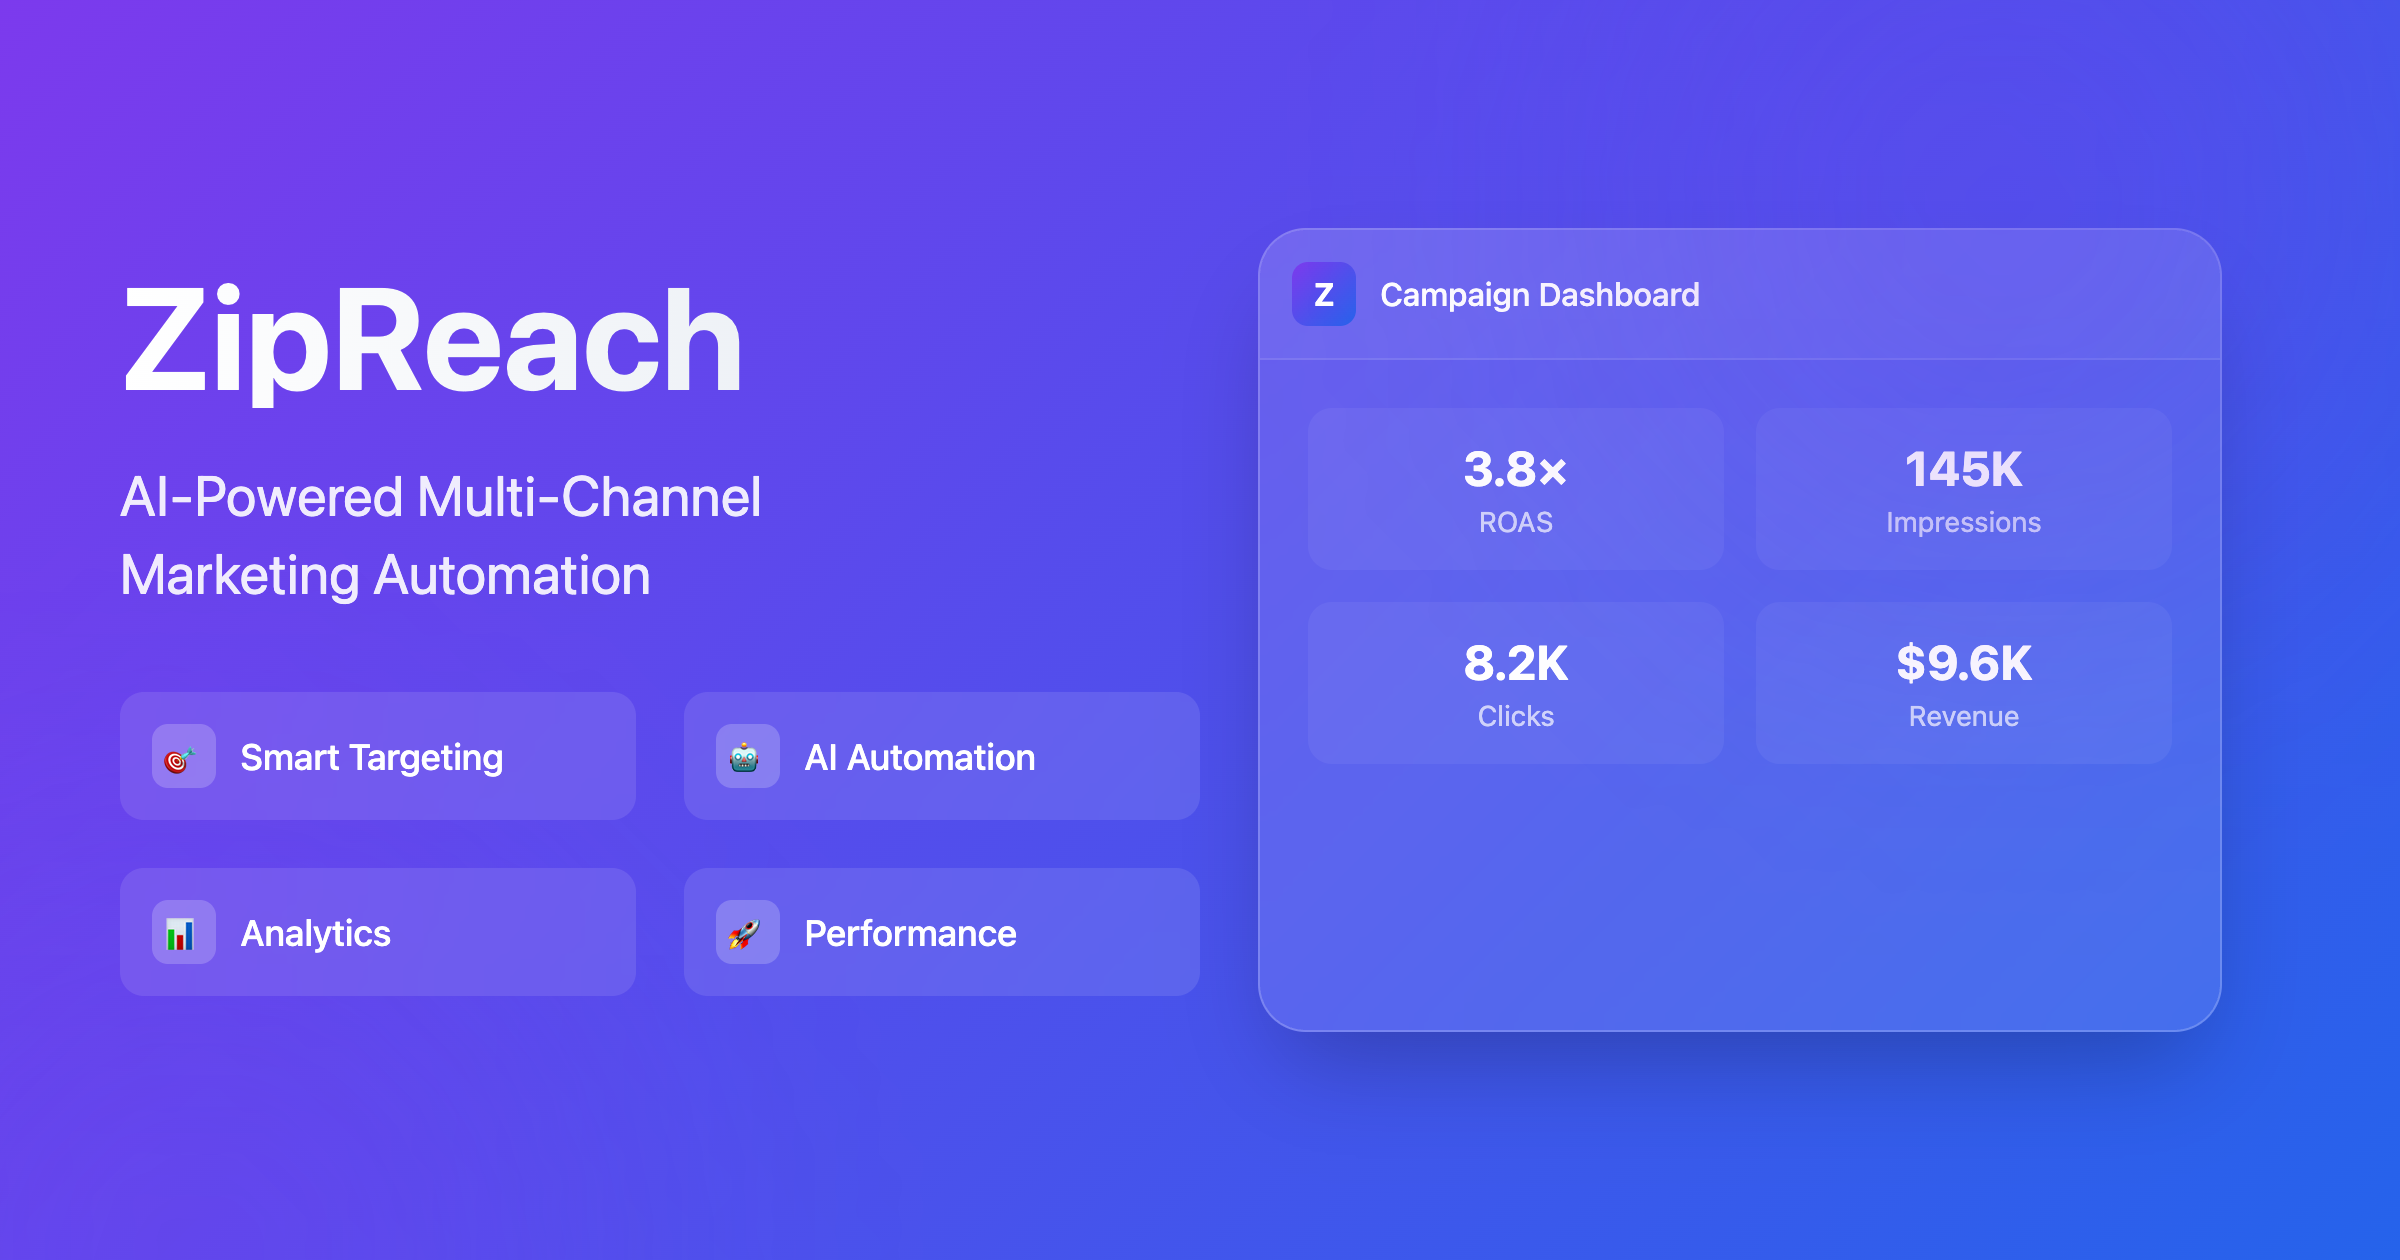 ZipReach
AI-Powered Multi-Channel
Marketing Automation
Smart Targeting
AI Automation
Analytics
Performance
Z
Campaign Dashboard
3.8×
ROAS
145K
Impressions
8.2K
Clicks
$9.6K
Revenue